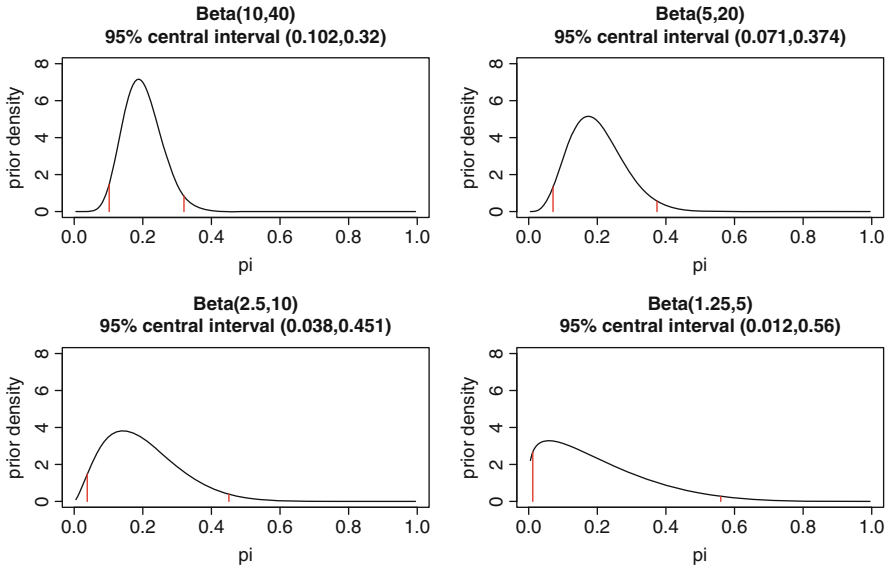 Beta(10,40)
95% central interval (0.102,0.32)
prior density
8
6
4
2
0
0.0 0.2 0.4 0.6 0.8 1.0
pi
Beta(5,20)
95% central interval (0.071,0.374)
prior density
8
6
4
2
0
0.0 0.2 0.4 0.6 0.8 1.0
pi
Beta(2.5,10)
95% central interval (0.038,0.451)
prior density
8
6
4
2
0
0.0 0.2 0.4 0.6 0.8 1.0
pi
Beta(1.25,5)
95% central interval (0.012,0.56)
prior density
8
6
4
2
0
0.0 0.2 0.4 0.6 0.8 1.0
pi